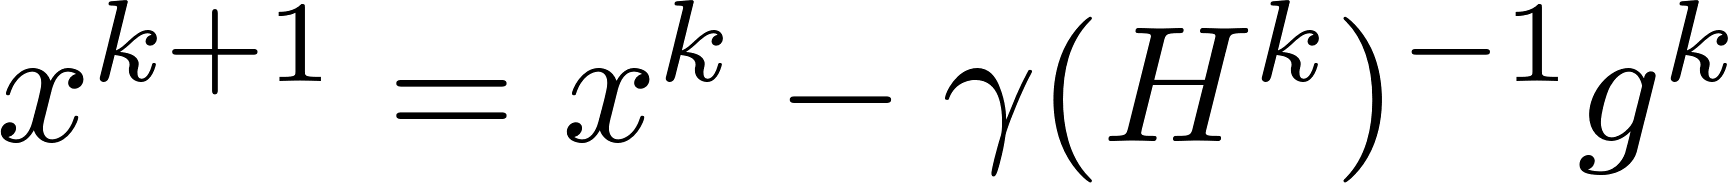 x^{k+1} = x^k − γ(H^k)^{−1} g^k